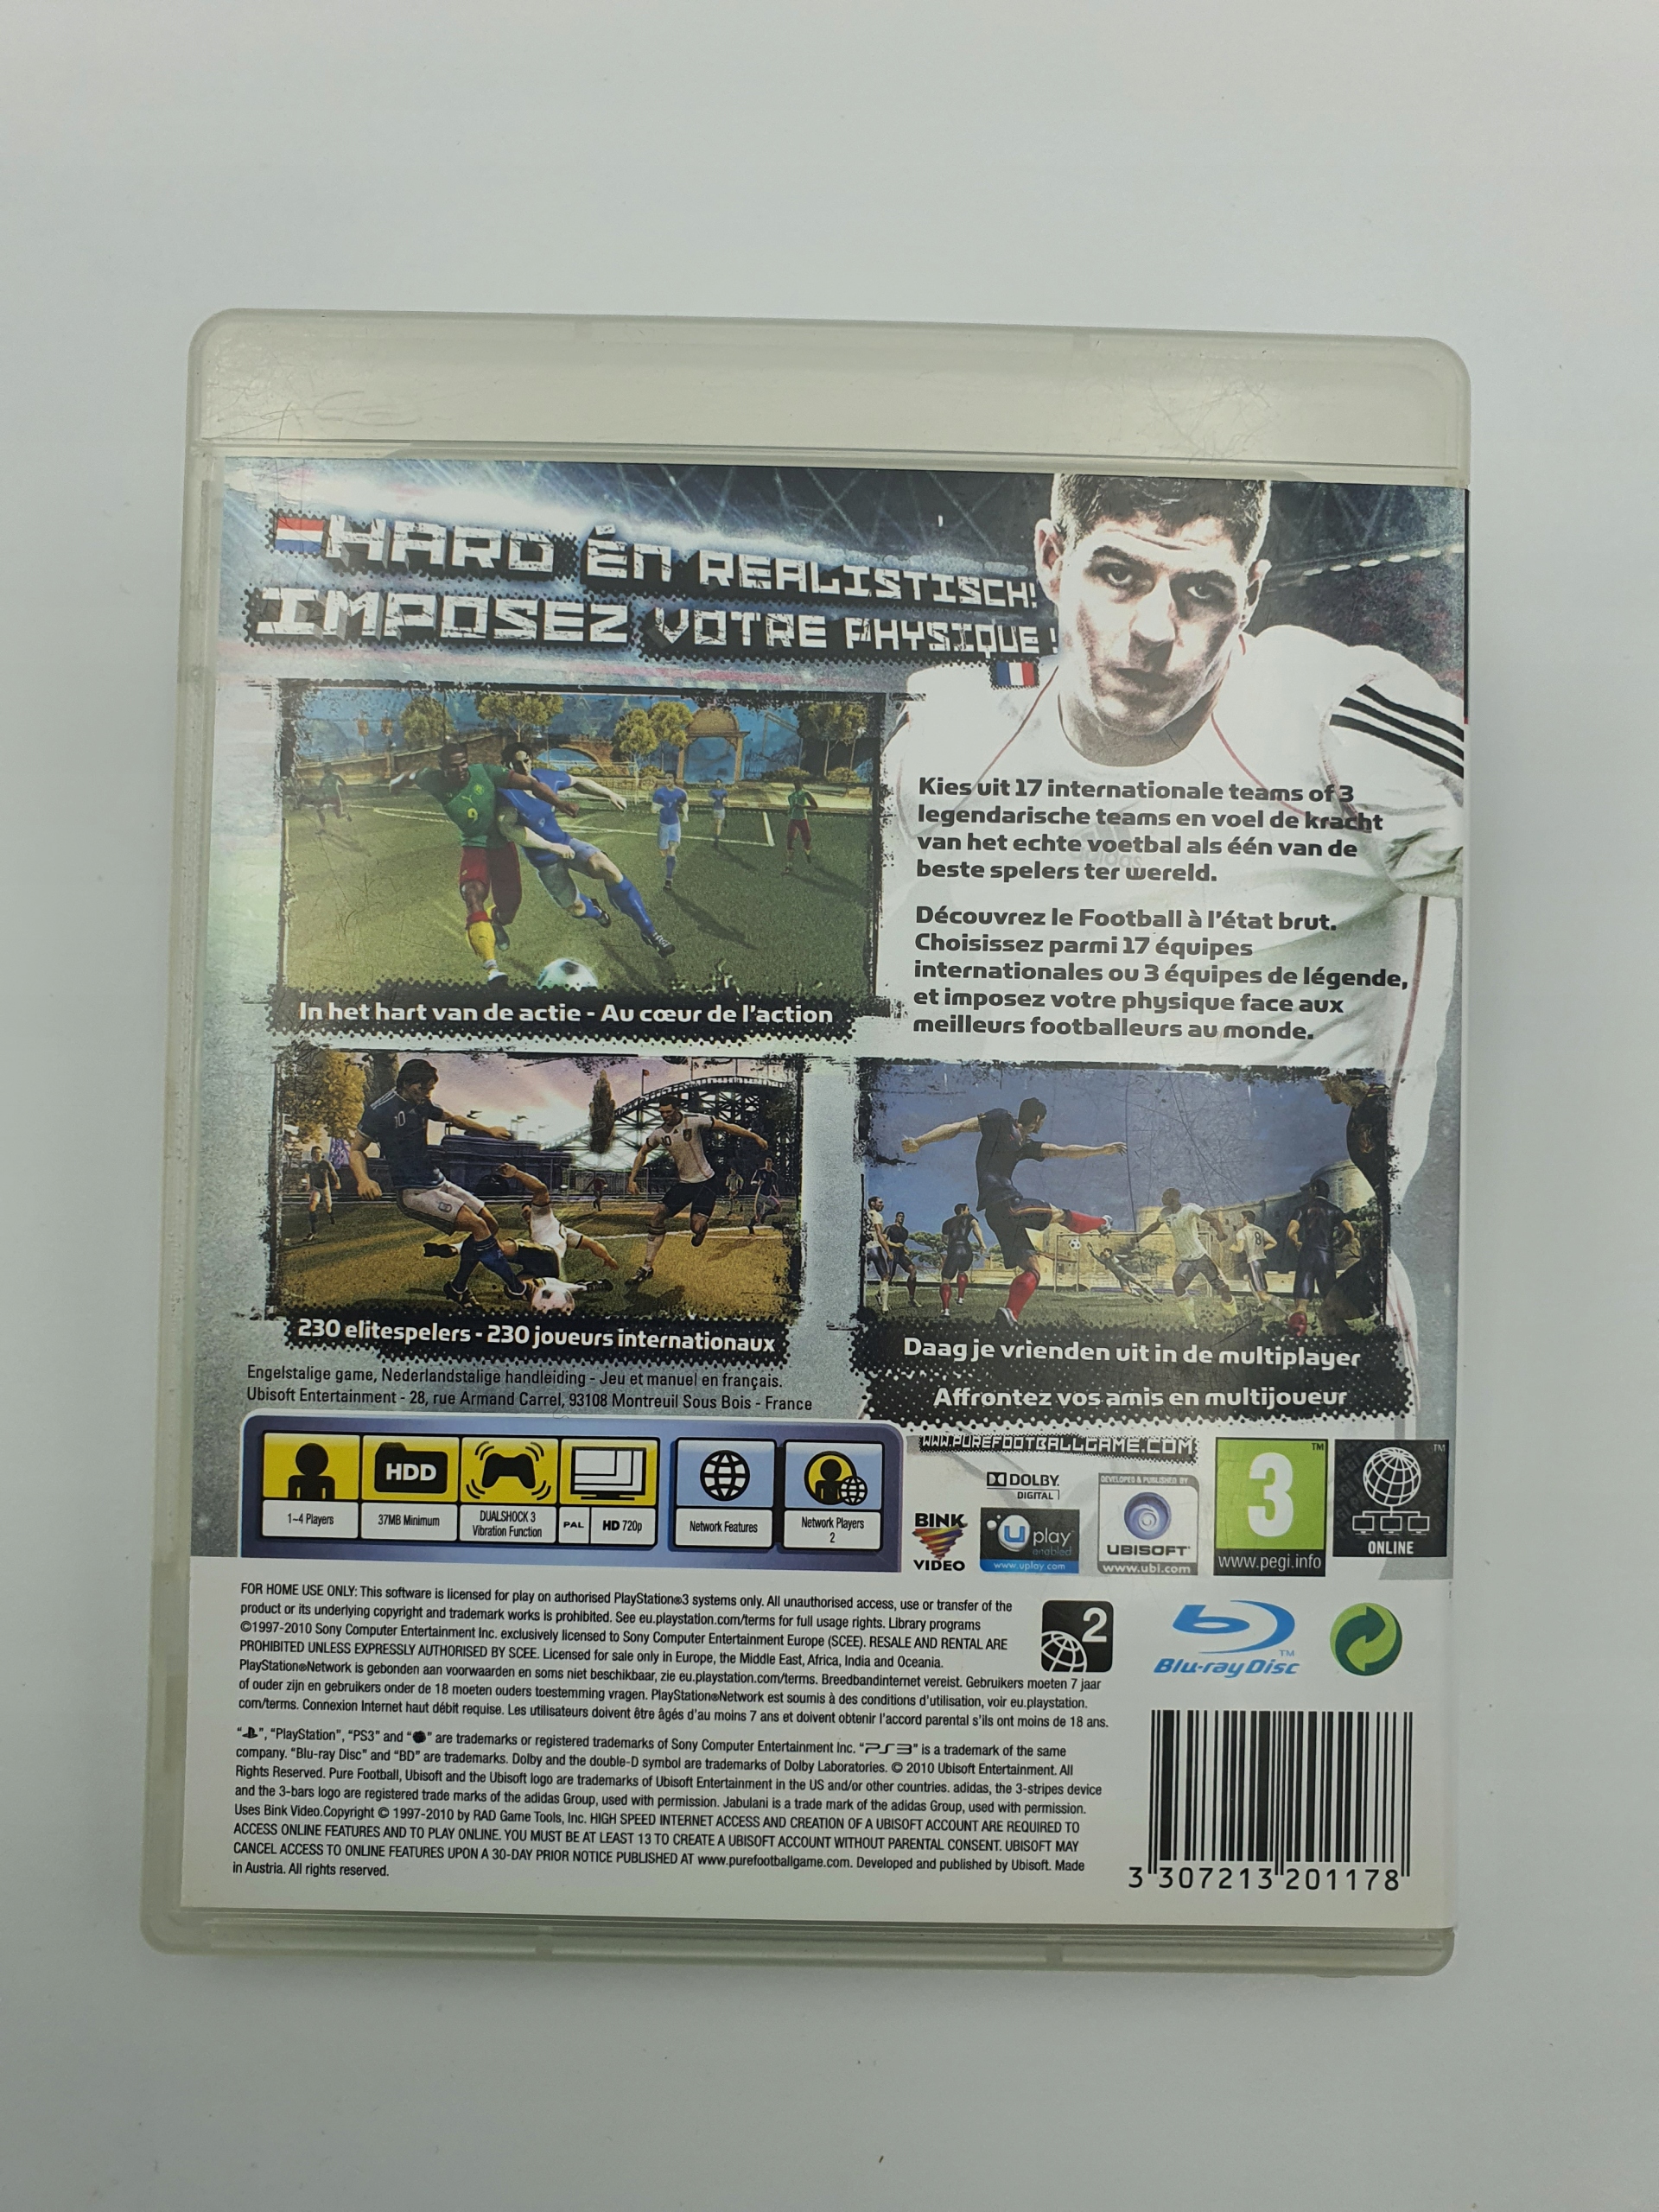 HARD ÉN REALISTISCH!
IMPOSEZ VOTRE PHYSIQUE !
Kies uit 17 internationale teams of 3
legendarische teams en voel de kracht
van het echte voetbal als één van de
beste spelers ter wereld.
Découvrez le Football à l'état brut.
Choisissez parmi 17 équipes
internationales ou 3 équipes de légende,
et imposez votre physique face aux
meilleurs footballeurs au monde.
adidas
9
In het hart van de actie - Au cœur de l'action
10
10
8
230 elitespelers - 230 joueurs internationaux
Daag je vrienden uit in de multiplayer
Affrontez vos amis en multijoueur
Engelstalige game, Nederlandstalige handleiding - Jeu et manuel en français.
Ubisoft Entertainment - 28, rue Armand Carrel, 93108 Montreuil Sous Bois - France
HDD
1-4 Players
37MB Minimum
DUALSHOCK 3
Vibration Function
PAL
HD 720p
Network Features
Network Players
2
WWW.PUREFOOTBALLGAME.COM
DOLBY
DIGITAL
BINK
VIDEO
Uplay
enabled
www.uplay.com
DEVELOPED & PUBLISHED BY
UBISOFT
www.ubi.com
3
TM
www.pegi.info
TM
ONLINE
FOR HOME USE ONLY: This software is licensed for play on authorised PlayStation®3 systems only. All unauthorised access, use or transfer of the
product or its underlying copyright and trademark works is prohibited. See eu.playstation.com/terms for full usage rights. Library programs
©1997-2010 Sony Computer Entertainment Inc. exclusively licensed to Sony Computer Entertainment Europe (SCEE). RESALE AND RENTAL ARE
PROHIBITED UNLESS EXPRESSLY AUTHORISED BY SCEE. Licensed for sale only in Europe, the Middle East, Africa, India and Oceania.
PlayStation®Network is gebonden aan voorwaarden en soms niet beschikbaar, zie eu.playstation.com/terms. Breedbandinternet vereist. Gebruikers moeten 7 jaar
of ouder zijn en gebruikers onder de 18 moeten ouders toestemming vragen. PlayStation®Network est soumis à des conditions d'utilisation, voir eu.playstation.
com/terms. Connexion Internet haut débit requise. Les utilisateurs doivent être âgés d'au moins 7 ans et doivent obtenir l'accord parental s'ils ont moins de 18 ans.
2
Blu-ray Disc
TM
"", "PlayStation", "PS3" and "" are trademarks or registered trademarks of Sony Computer Entertainment Inc. "PS3" is a trademark of the same
company. "Blu-ray Disc" and "BD" are trademarks. Dolby and the double-D symbol are trademarks of Dolby Laboratories. © 2010 Ubisoft Entertainment. All
Rights Reserved. Pure Football, Ubisoft and the Ubisoft logo are trademarks of Ubisoft Entertainment in the US and/or other countries. adidas, the 3-stripes device
and the 3-bars logo are registered trade marks of the adidas Group, used with permission. Jabulani is a trade mark of the adidas Group, used with permission.
Uses Bink Video.Copyright © 1997-2010 by RAD Game Tools, Inc. HIGH SPEED INTERNET ACCESS AND CREATION OF A UBISOFT ACCOUNT ARE REQUIRED TO
ACCESS ONLINE FEATURES AND TO PLAY ONLINE. YOU MUST BE AT LEAST 13 TO CREATE A UBISOFT ACCOUNT WITHOUT PARENTAL CONSENT. UBISOFT MAY
CANCEL ACCESS TO ONLINE FEATURES UPON A 30-DAY PRIOR NOTICE PUBLISHED AT www.purefootballgame.com. Developed and published by Ubisoft. Made
in Austria. All rights reserved.
3 307213 201178